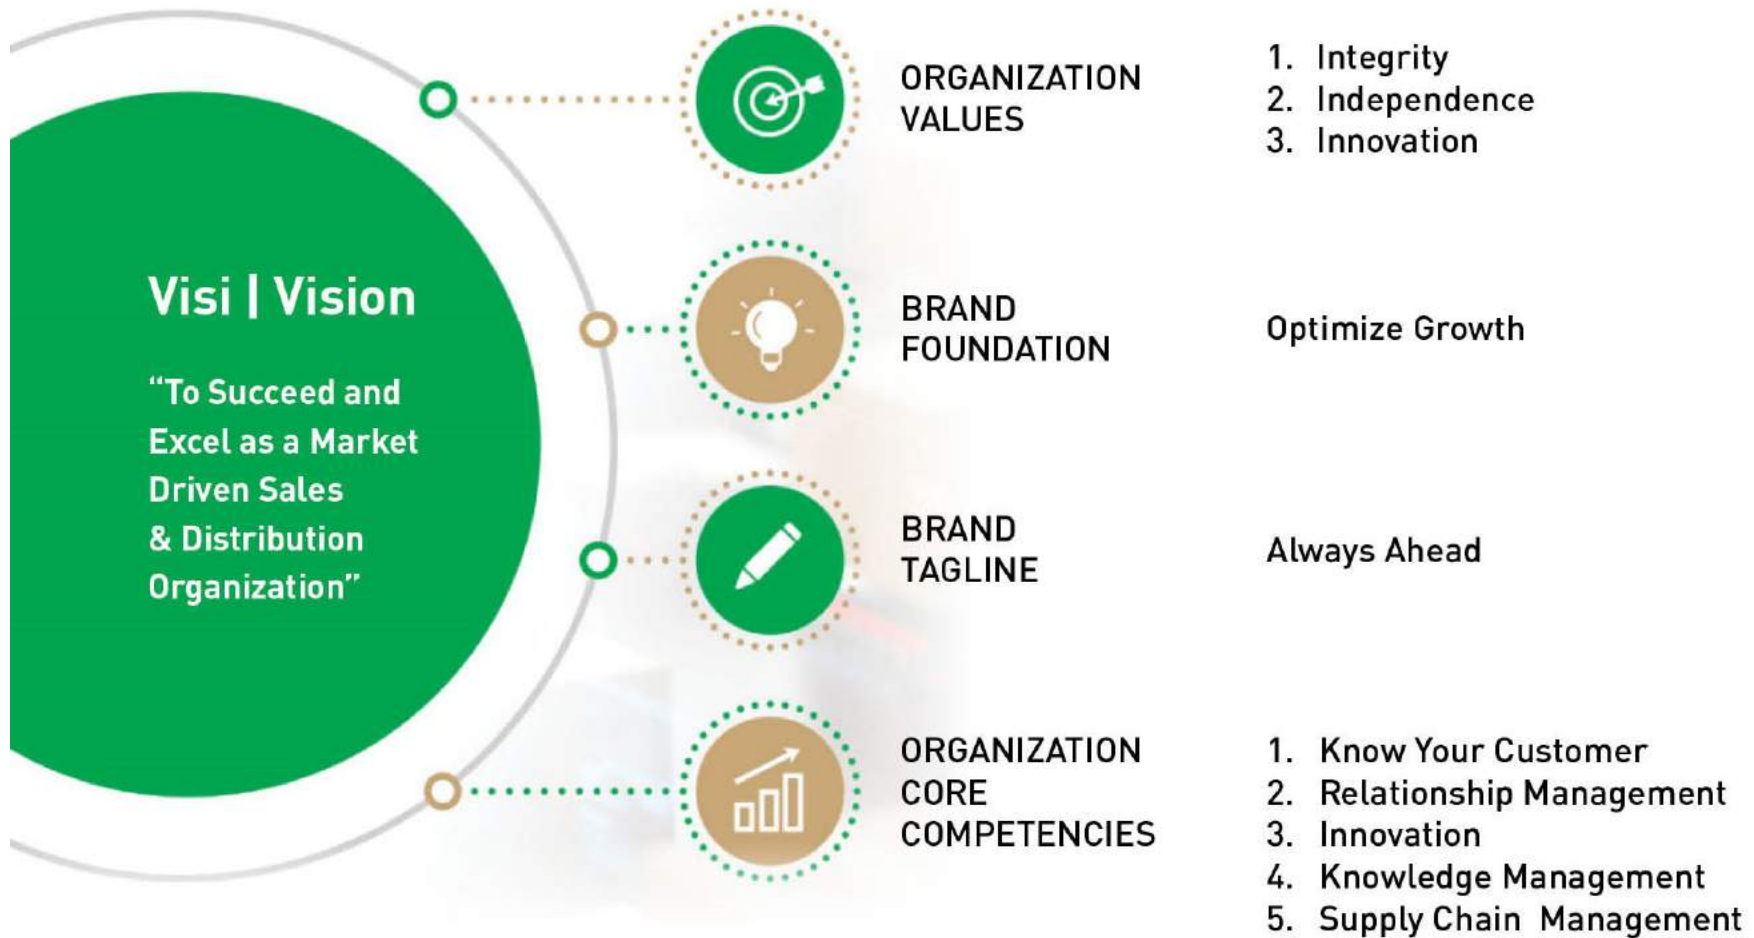 Visi | Vision
“To Succeed and
Excel as a Market
Driven Sales
& Distribution
Organization”
ORGANIZATION
VALUES
1. Integrity
2. Independence
3. Innovation
BRAND
FOUNDATION
Optimize Growth
BRAND
TAGLINE
Always Ahead
ORGANIZATION
CORE
COMPETENCIES
1. Know Your Customer
2. Relationship Management
3. Innovation
4. Knowledge Management
5. Supply Chain Management